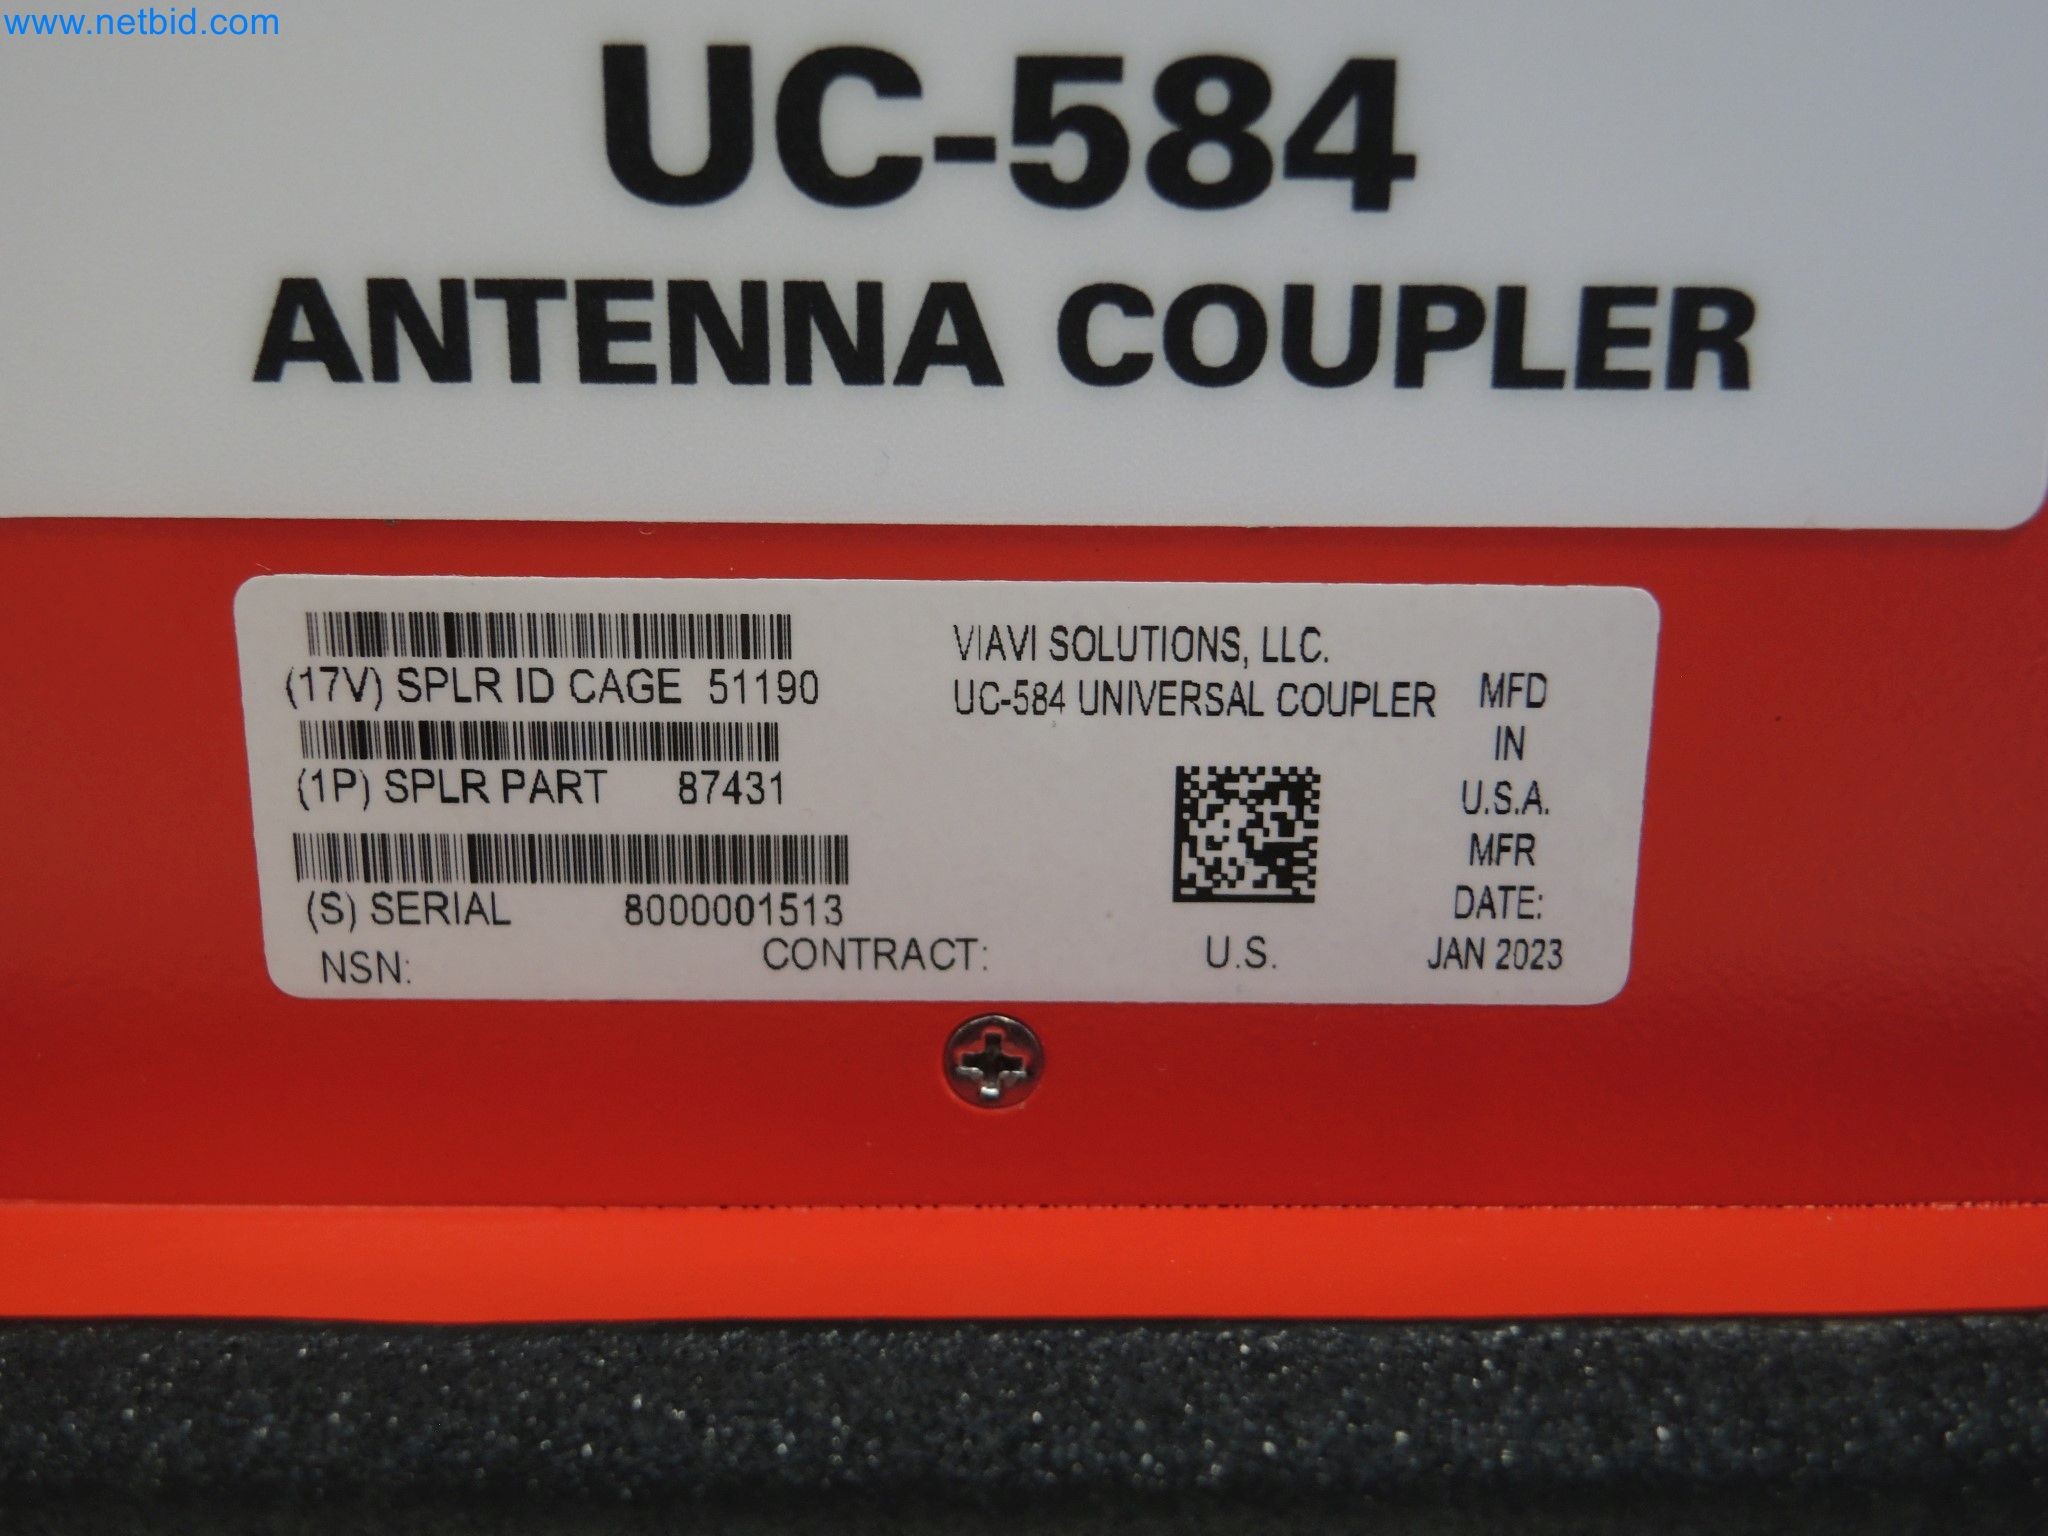 www.netbid.com
UC-584
ANTENNA COUPLER
(17V) SPLR ID CAGE 51190
(1P) SPLR PART 87431
(S) SERIAL 8000001513
NSN:
CONTRACT:
VIAVI SOLUTIONS, LLC.
UC-584 UNIVERSAL COUPLER
U.S.
MFD
IN
U.S.A.
MFR
DATE:
JAN 2023